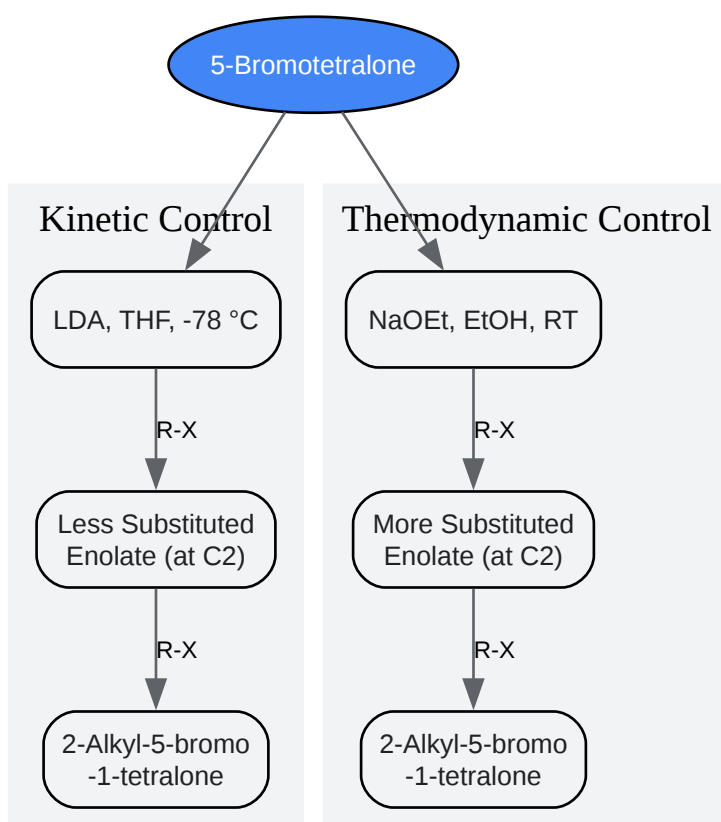 5-Bromotetralone
Kinetic Control
Thermodynamic Control
LDA, THF, -78 °C
NaOEt, EtOH, RT
R-X
R-X
Less Substituted
Enolate (at C2)
More Substituted
Enolate (at C2)
R-X
R-X
2-Alkyl-5-bromo
-1-tetralone
2-Alkyl-5-bromo
-1-tetralone